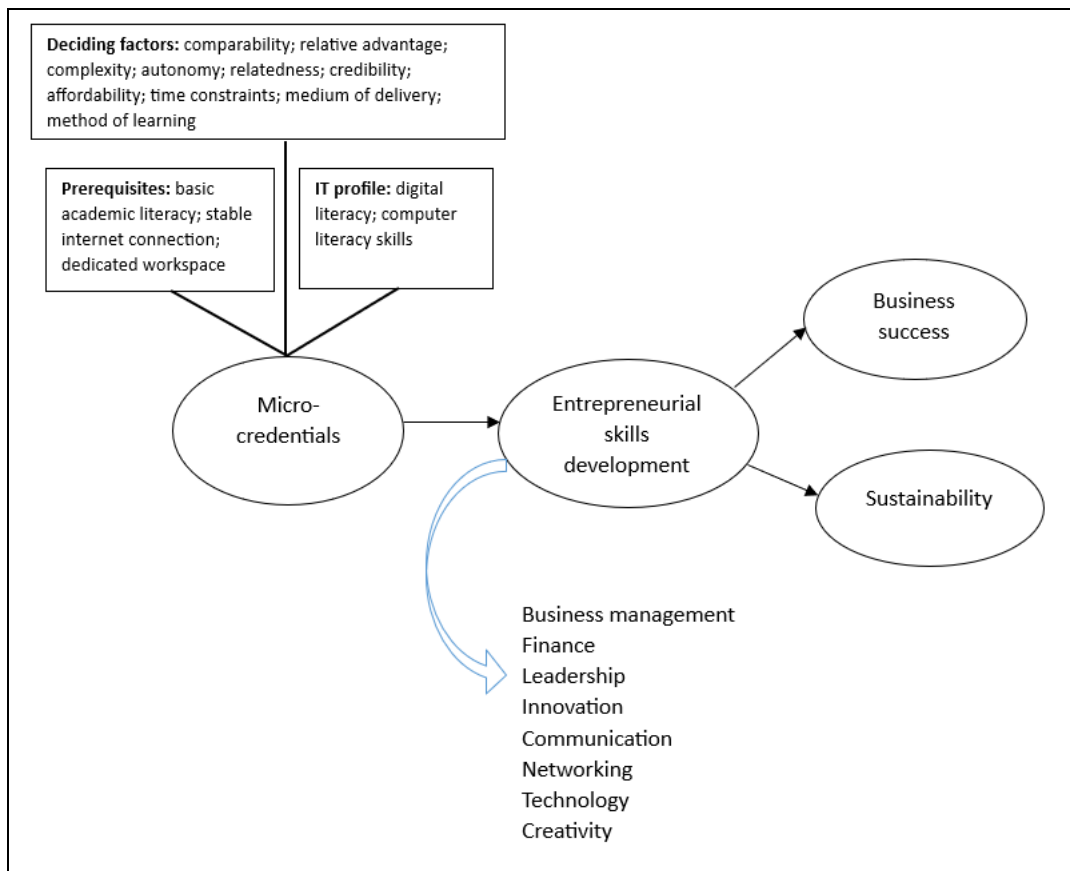 Deciding factors: comparability; relative advantage;
complexity; autonomy; relatedness; credibility;
affordability; time constraints; medium of delivery;
method of learning
Prerequisites: basic
academic literacy; stable
internet connection;
dedicated workspace
IT profile: digital
literacy; computer
literacy skills
Micro-
credentials
Entrepreneurial
skills
development
Business
success
Sustainability
Business management
Finance
Leadership
Innovation
Communication
Networking
Technology
Creativity